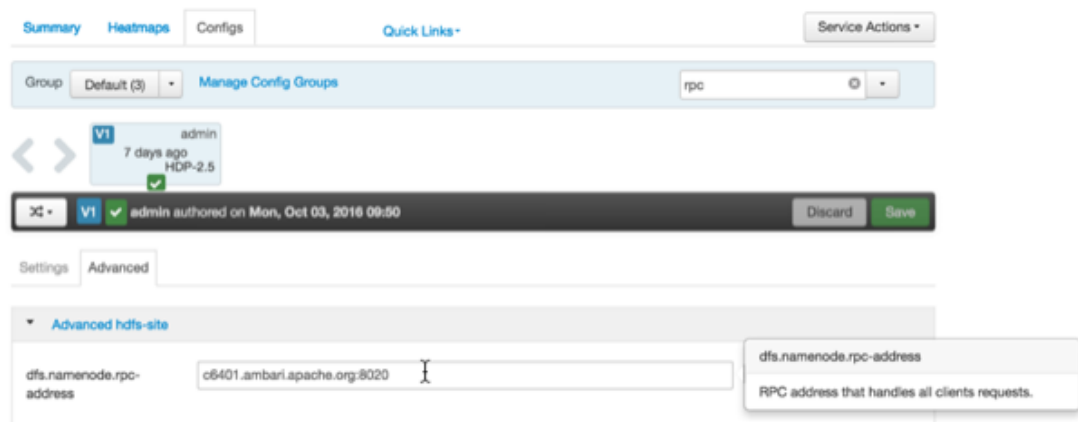 Summary Heatmaps Configs Quick Links Service Actions
Group Default (3) Manage Config Groups rpc
V1 admin
7 days ago
HDP-2.5
V1 admin authored on Mon, Oct 03, 2016 09:50 Discard Save
Settings Advanced
Advanced hdfs-site
dfs.namenode.rpc-address
dfs.namenode.rpc- c6401.ambari.apache.org:8020
address
RPC address that handles all clients requests.